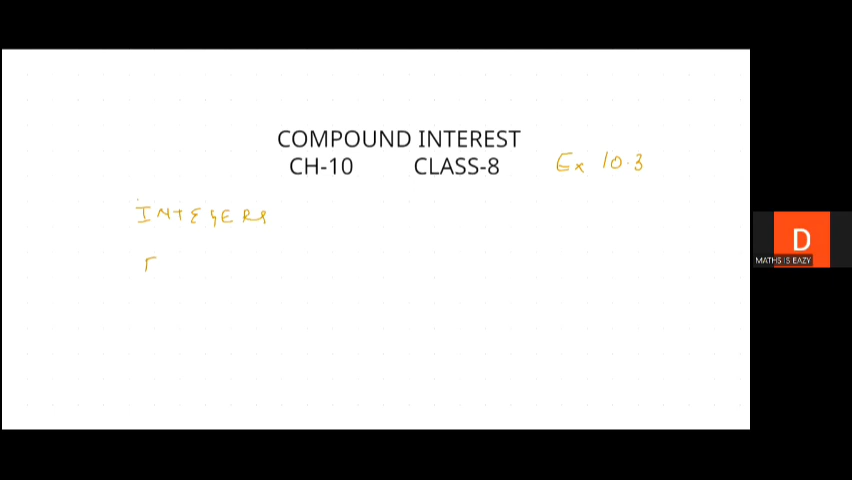 COMPOUND INTEREST
CH-10 CLASS-8 Ex 10.3
INTEGERS
D
MATHS IS EAZY